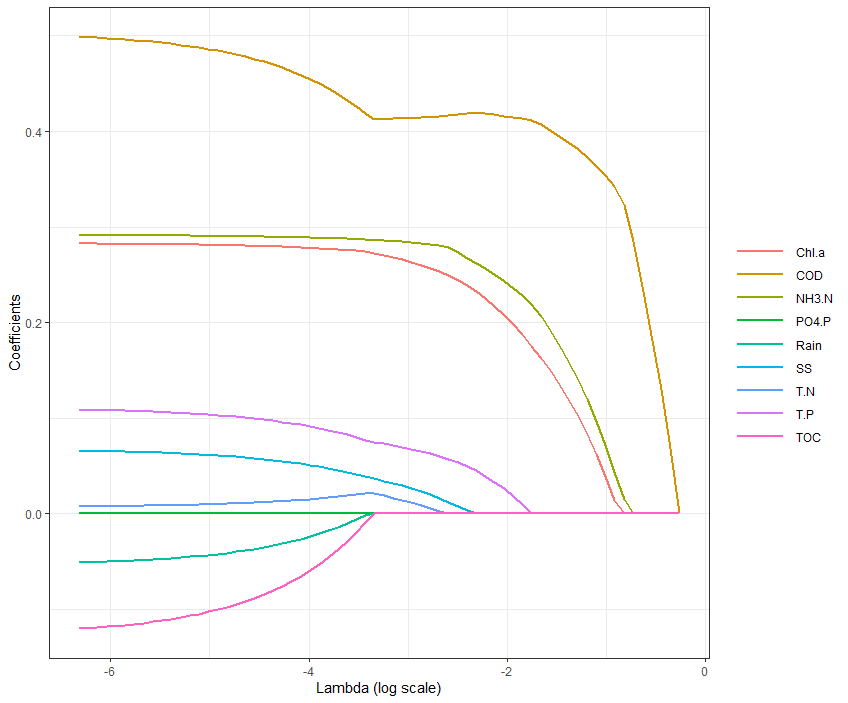 Coefficients
0.4
0.2
0.0
-6
-4
-2
0
Lambda (log scale)
Chl.a
COD
NH3.N
PO4.P
Rain
SS
T.N
T.P
TOC